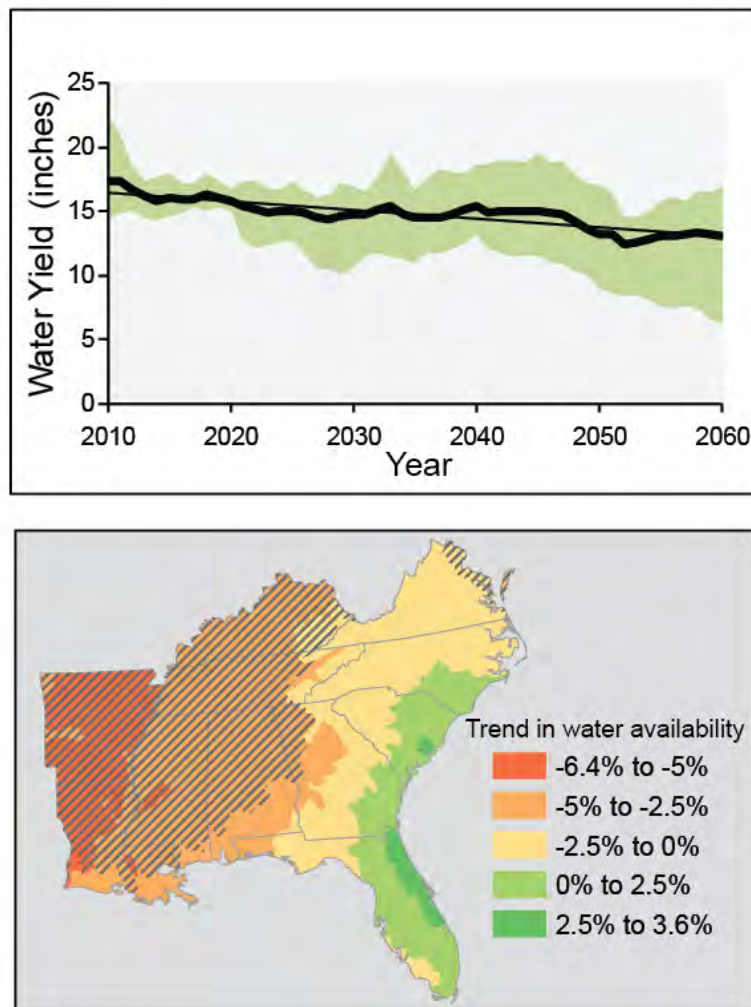 25
20
15
10
5
0
Water Yield (inches)
2010 2020 2030 2040 2050 2060
Year
Trend in water availability
-6.4% to -5%
-5% to -2.5%
-2.5% to 0%
0% to 2.5%
2.5% to 3.6%